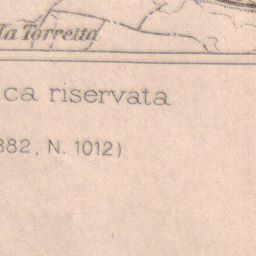 la Torretta
ca riservata
882, N. 1012)